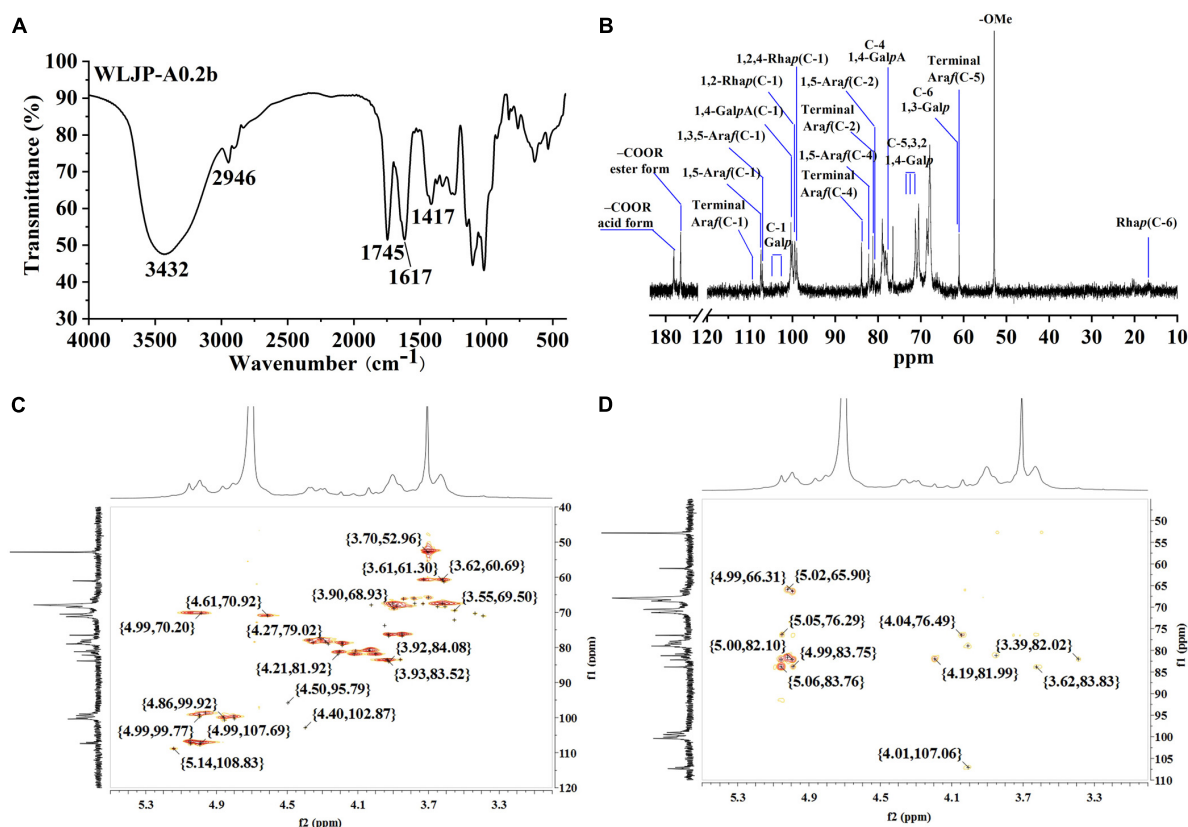 A
WLJP-A0.2b
100
90
80
70
60
50
40
30
Transmittance (%)
3432
2946
1745
1617
1417
4000
3500
3000
2500
2000
1500
1000
500
Wavenumber (cm-1)
B
-OMe
C-4
1,4-GalpA
1,2,4-Rhap(C-1)
1,2-Rhap(C-1)
1,4-GalpA(C-1)
1,3,5-Araf(C-1)
1,5-Araf(C-1)
Terminal
Araf(C-1)
–COOR
ester form
–COOR
acid form
C-1
Galp
1,5-Araf(C-2)
Terminal
Araf(C-2)
1,5-Araf(C-4)
Terminal
Araf(C-4)
C-5,3,2
1,4-Galp
C-6
1,3-Galp
Terminal
Araf(C-5)
Rhap(C-6)
180
120
110
100
90
80
70
60
50
40
30
20
10
ppm
C
{3.70,52.96}
{3.61,61.30}
{3.62,60.69}
{4.61,70.92}
{3.90,68.93}
{3.55,69.50}
{4.99,70.20}
{4.27,79.02}
{3.92,84.08}
{4.21,81.92}
{3.93,83.52}
{4.50,95.79}
{4.86,99.92}
{4.40,102.87}
{4.99,99.77}
{4.99,107.69}
{5.14,108.83}
40
50
60
70
80
90
100
110
120
f1 (ppm)
5.3
4.9
4.5
4.1
3.7
3.3
f2 (ppm)
D
{4.99,66.31}
{5.02,65.90}
{5.05,76.29}
{4.04,76.49}
{5.00,82.10}
{4.99,83.75}
{3.39,82.02}
{5.06,83.76}
{4.19,81.99}
{3.62,83.83}
{4.01,107.06}
50
55
60
65
70
75
80
85
90
95
100
105
110
f1 (ppm)
5.3
4.9
4.5
4.1
3.7
3.3
f2 (ppm)